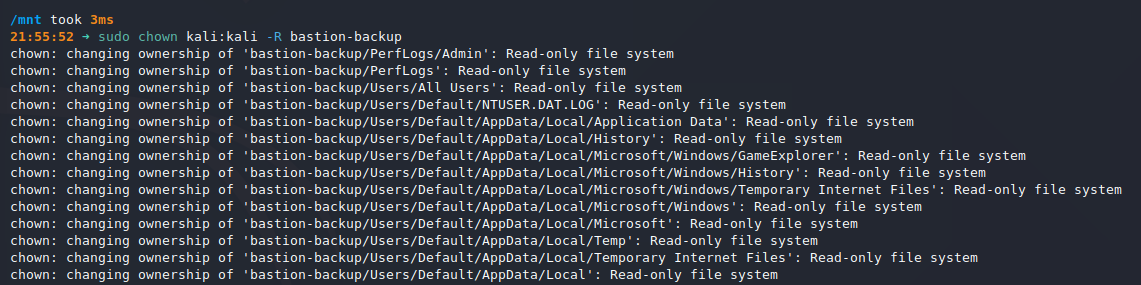 /mnt took 3ms
21:55:52 → sudo chown kali:kali -R bastion-backup
chown: changing ownership of 'bastion-backup/PerfLogs/Admin': Read-only file system
chown: changing ownership of 'bastion-backup/PerfLogs': Read-only file system
chown: changing ownership of 'bastion-backup/Users/All Users': Read-only file system
chown: changing ownership of 'bastion-backup/Users/Default/NTUSER.DAT.LOG': Read-only file system
chown: changing ownership of 'bastion-backup/Users/Default/AppData/Local/Application Data': Read-only file system
chown: changing ownership of 'bastion-backup/Users/Default/AppData/Local/History': Read-only file system
chown: changing ownership of 'bastion-backup/Users/Default/AppData/Local/Microsoft/Windows/GameExplorer': Read-only file system
chown: changing ownership of 'bastion-backup/Users/Default/AppData/Local/Microsoft/Windows/History': Read-only file system
chown: changing ownership of 'bastion-backup/Users/Default/AppData/Local/Microsoft/Windows/Temporary Internet Files': Read-only file system
chown: changing ownership of 'bastion-backup/Users/Default/AppData/Local/Microsoft/Windows': Read-only file system
chown: changing ownership of 'bastion-backup/Users/Default/AppData/Local/Microsoft': Read-only file system
chown: changing ownership of 'bastion-backup/Users/Default/AppData/Local/Temp': Read-only file system
chown: changing ownership of 'bastion-backup/Users/Default/AppData/Local/Temporary Internet Files': Read-only file system
chown: changing ownership of 'bastion-backup/Users/Default/AppData/Local': Read-only file system